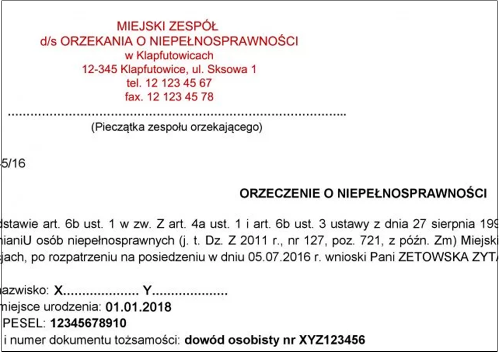 MIEJSKI ZESPÓŁ
d/s ORZEKANIA O NIEPEŁNOSPRAWNOŚCI
w Klapfutowicach
12-345 Klapfutowice, ul. Sksowa 1
tel. 12 123 45 67
fax. 12 123 45 78
(Pieczątka zespołu orzekającego)
5/16
ORZECZENIE O NIEPEŁNOSPRAWNOŚCI
dstawie art. 6b ust. 1 w zw. Z art. 4a ust. 1 i art. 6b ust. 3 ustawy z dnia 27 sierpnia 199
nianiU osób niepełnosprawnych (j. t. Dz. Z 2011 r., nr 127, poz. 721, z późn. Zm) Miejski
jach, po rozpatrzeniu na posiedzeniu w dniu 05.07.2016 r. wnioski Pani ZETOWSKA ZYTA
nazwisko: X.................... Y....................
miejsce urodzenia: 01.01.2018
PESEL: 12345678910
i numer dokumentu tożsamości: dowód osobisty nr XYZ123456